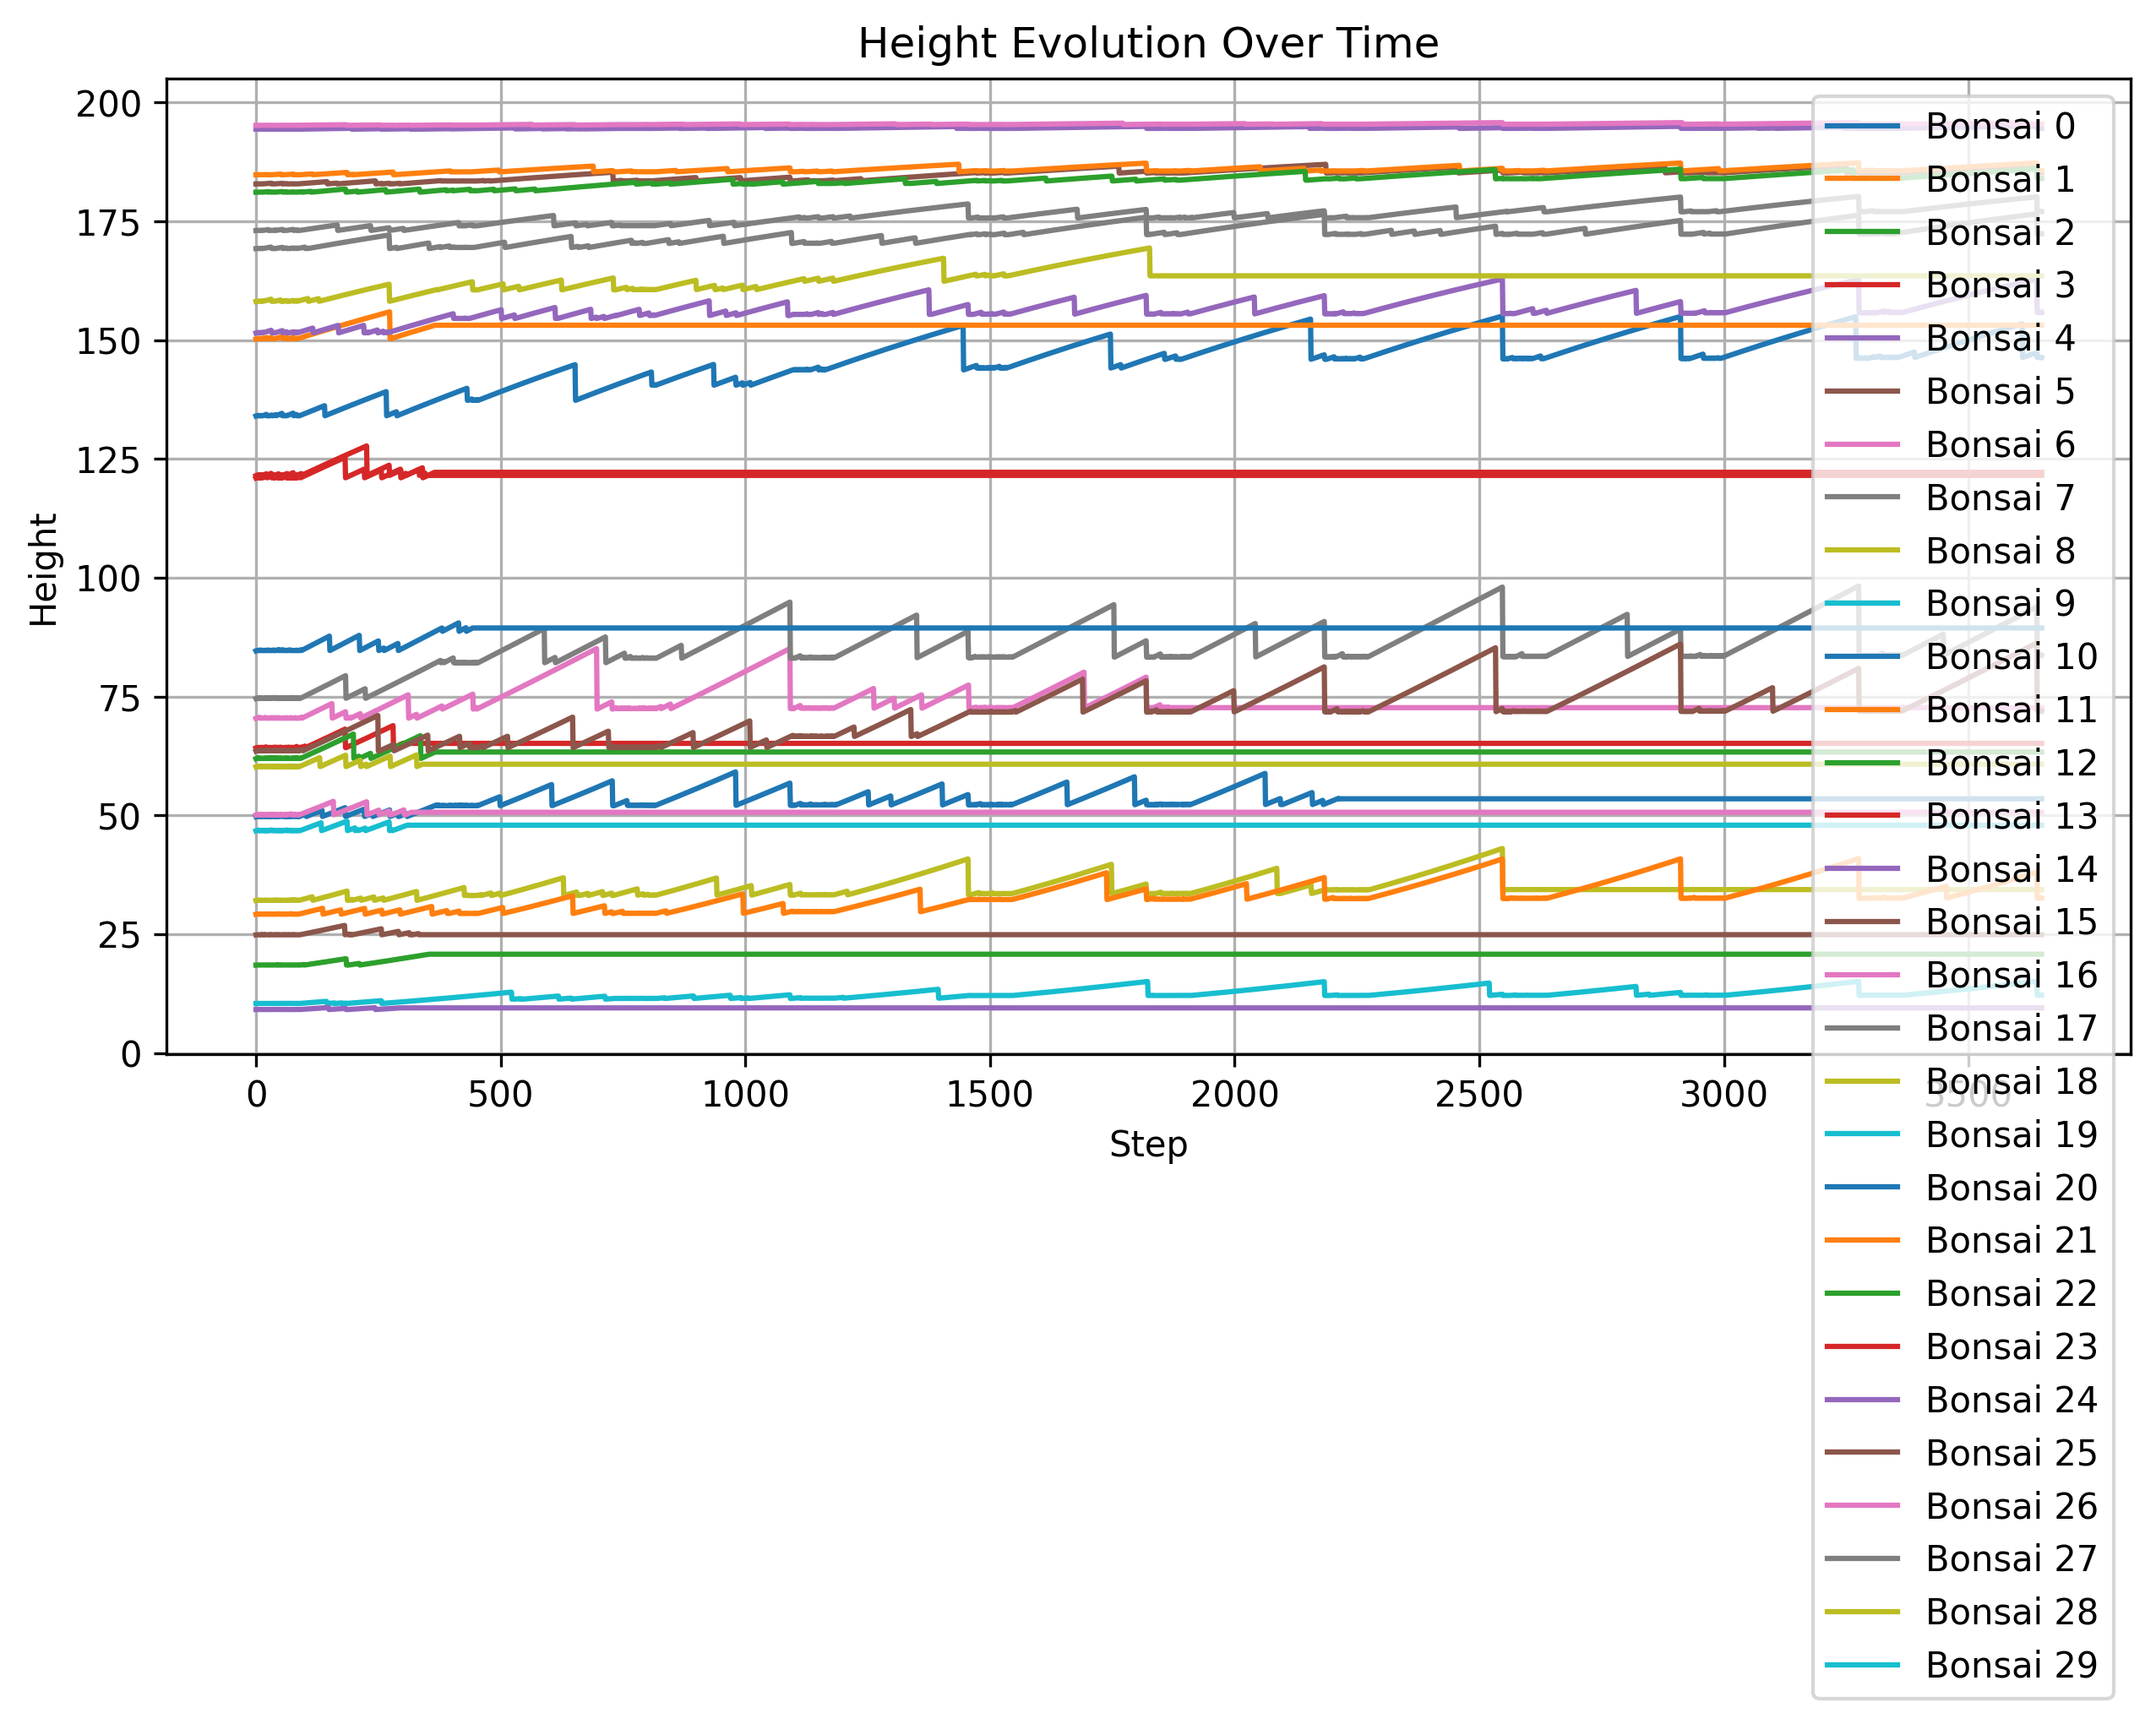 Height Evolution Over Time
Height
200
175
150
125
100
75
50
25
0
0
500
1000
1500
2000
2500
3000
3500
Step
Bonsai 0
Bonsai 1
Bonsai 2
Bonsai 3
Bonsai 4
Bonsai 5
Bonsai 6
Bonsai 7
Bonsai 8
Bonsai 9
Bonsai 10
Bonsai 11
Bonsai 12
Bonsai 13
Bonsai 14
Bonsai 15
Bonsai 16
Bonsai 17
Bonsai 18
Bonsai 19
Bonsai 20
Bonsai 21
Bonsai 22
Bonsai 23
Bonsai 24
Bonsai 25
Bonsai 26
Bonsai 27
Bonsai 28
Bonsai 29